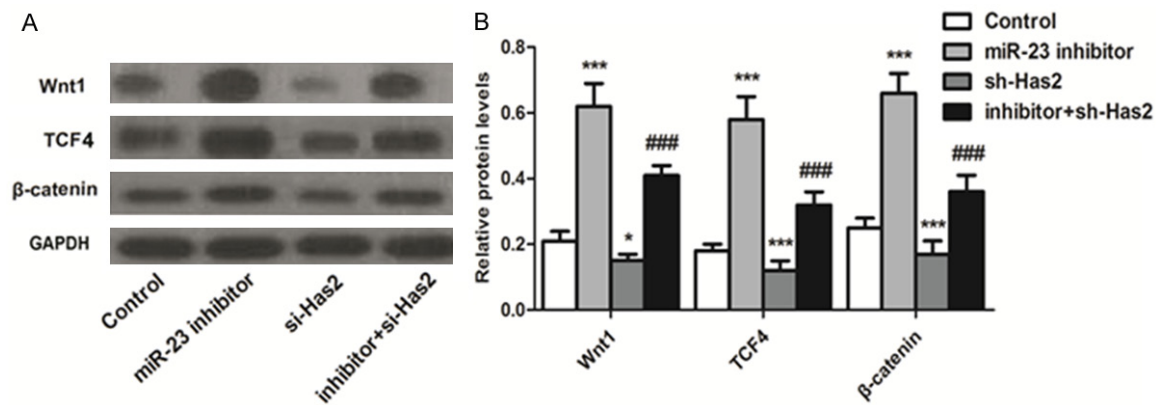 A
Wnt1
TCF4
β-catenin
GAPDH
Control
miR-23 inhibitor
si-Has2
inhibitor+si-Has2
B
Control
miR-23 inhibitor
sh-Has2
inhibitor+sh-Has2
Relative protein levels
0.8
0.6
0.4
0.2
0.0
***
*
###
***
***
###
***
***
###
Wnt1
TCF4
β-catenin